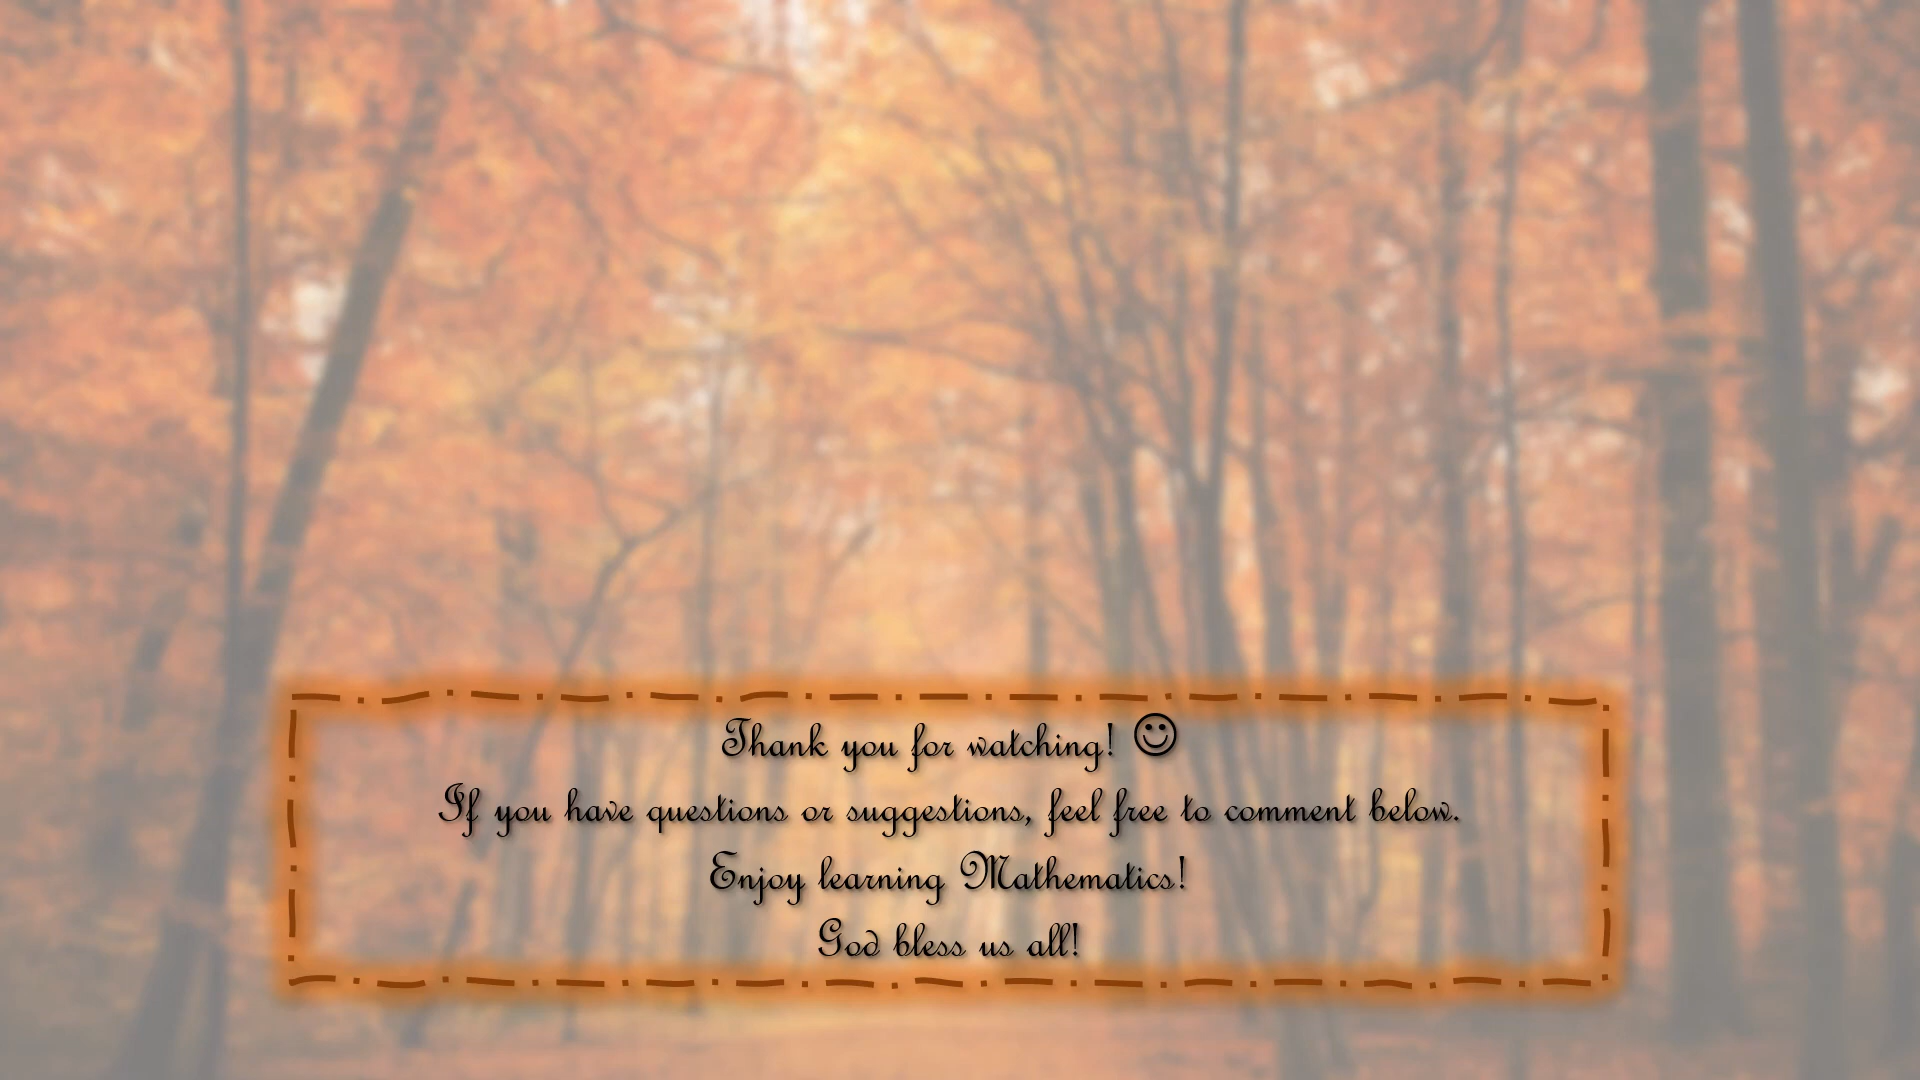 Thank you for watching! ☺
If you have questions or suggestions, feel free to comment below.
Enjoy learning Mathematics!
God bless us all!